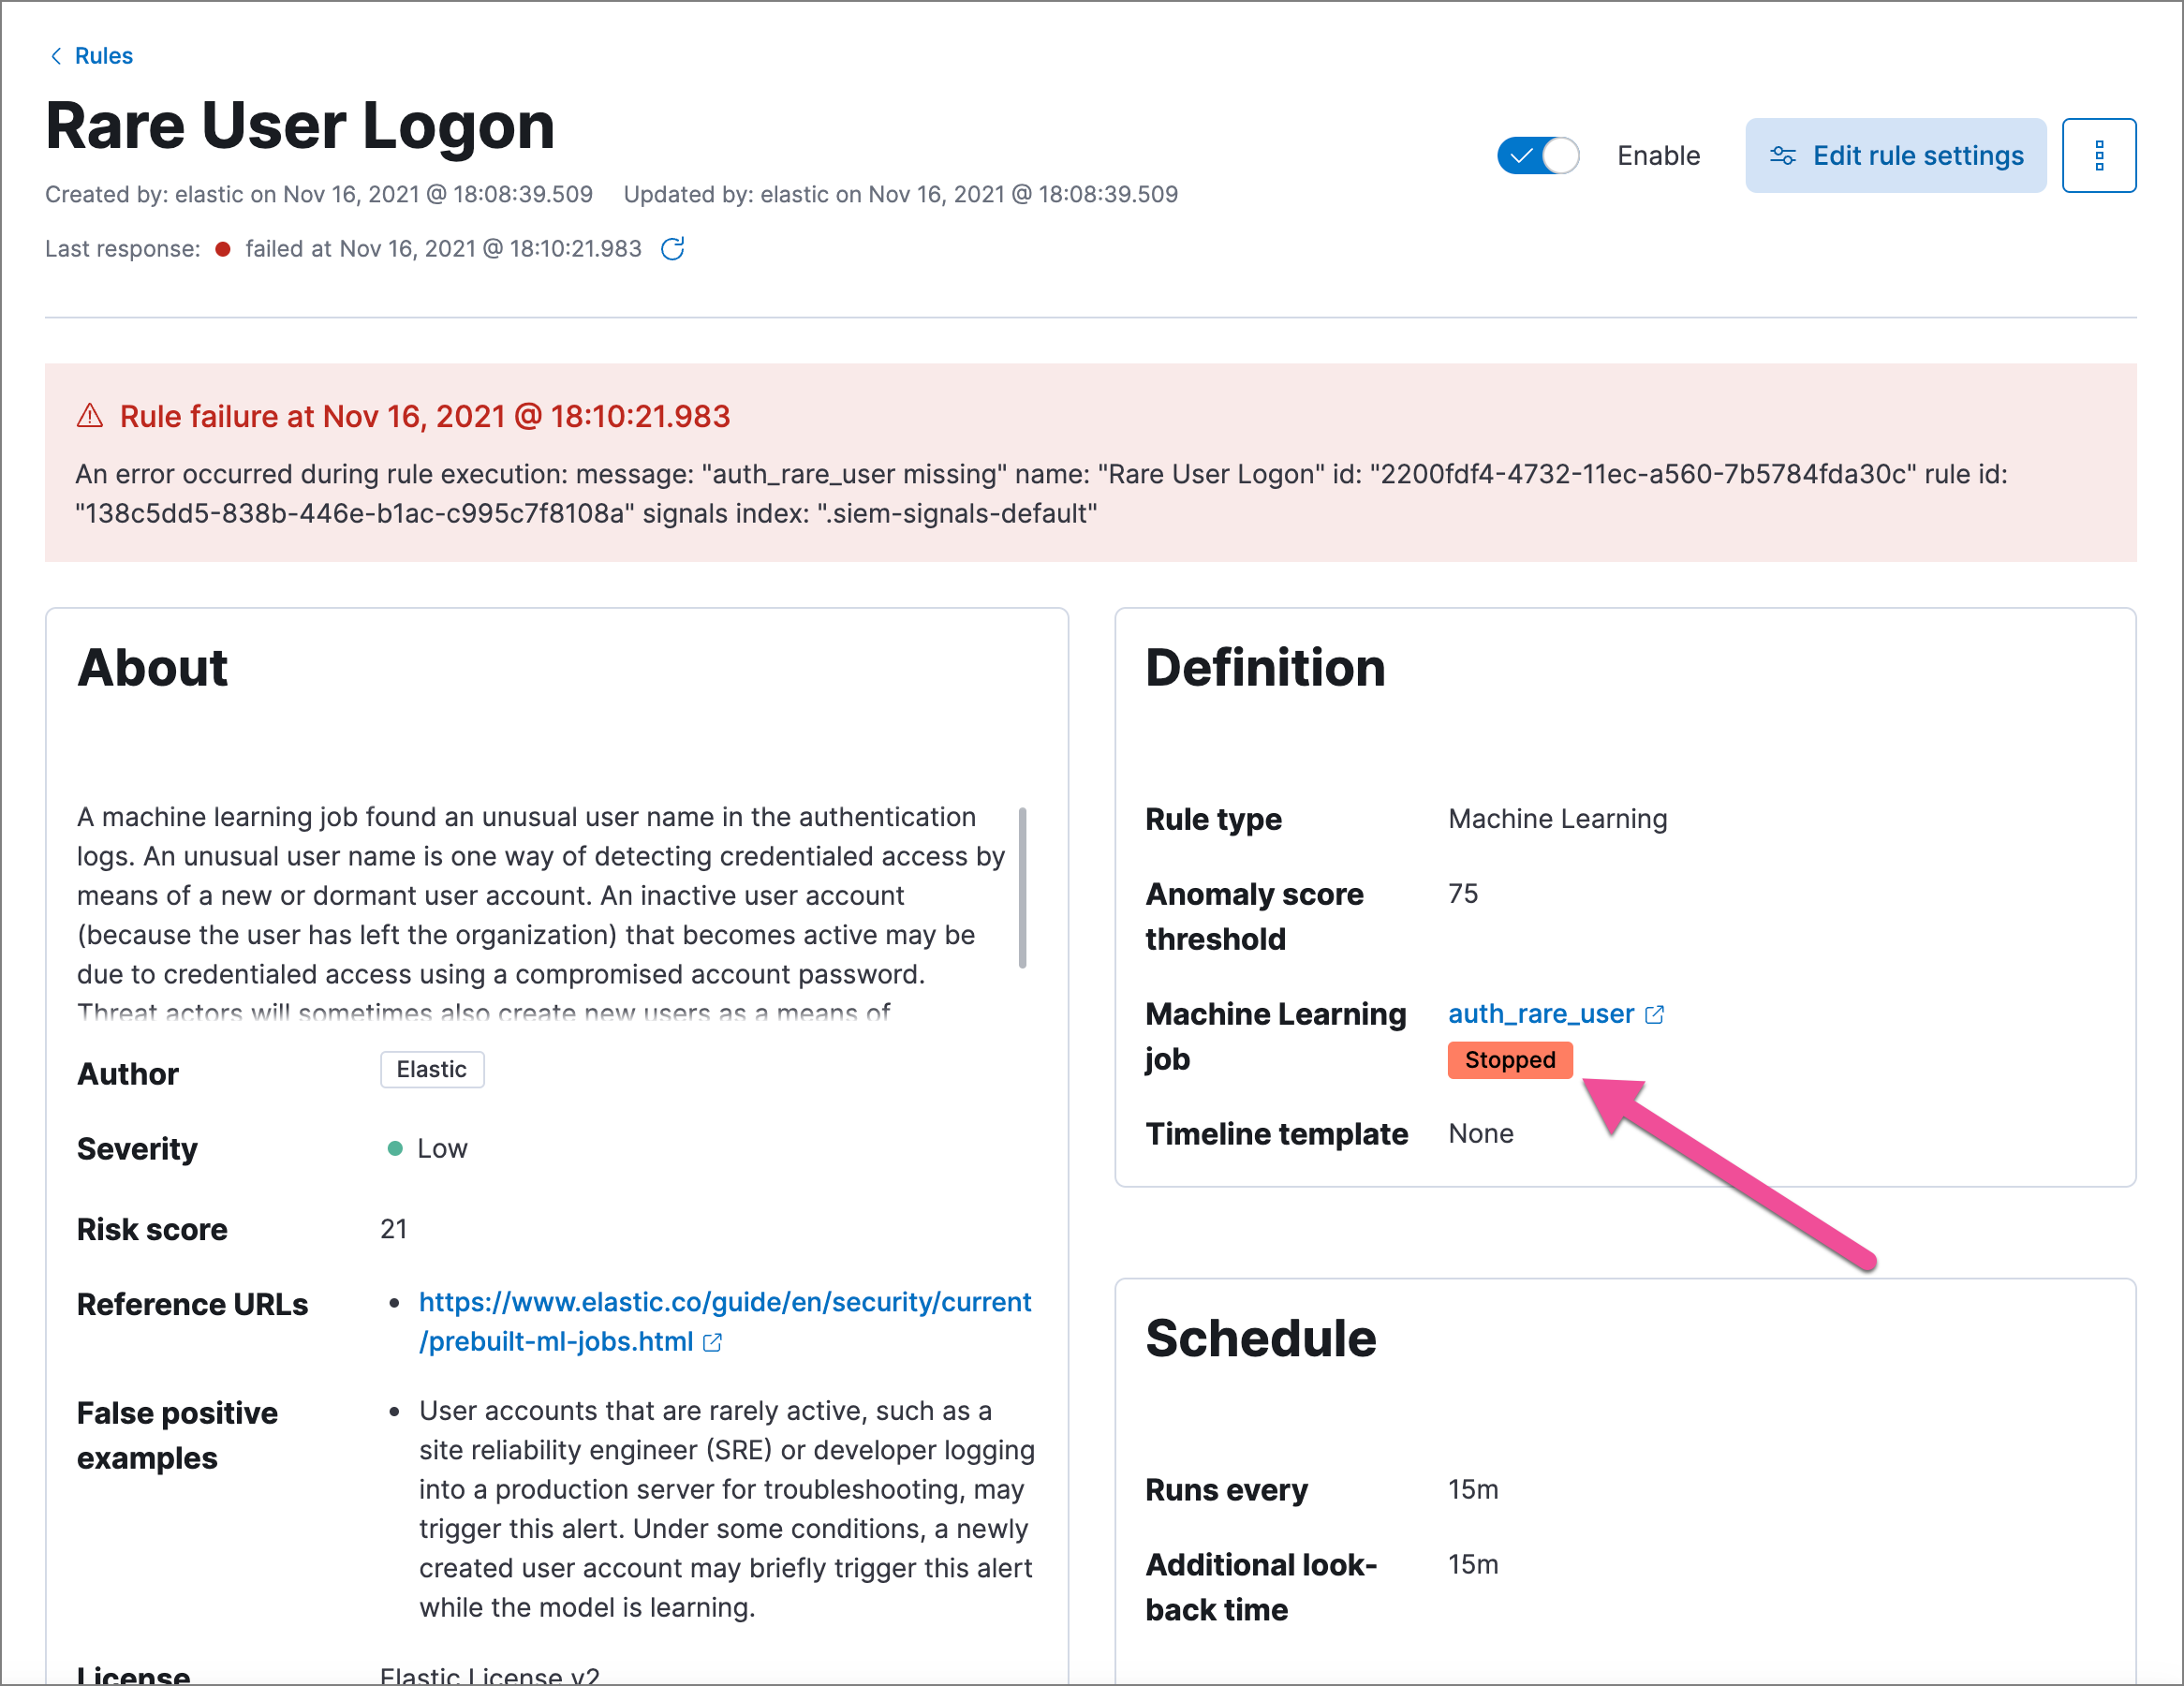 Rules
Rare User Logon
Enable
Edit rule settings
Created by: elastic on Nov 16, 2021 @ 18:08:39.509 Updated by: elastic on Nov 16, 2021 @ 18:08:39.509
Last response: failed at Nov 16, 2021 @ 18:10:21.983
Rule failure at Nov 16, 2021 @ 18:10:21.983
An error occurred during rule execution: message: "auth_rare_user missing" name: "Rare User Logon" id: "2200fdf4-4732-11ec-a560-7b5784fda30c" rule id:
"138c5dd5-838b-446e-b1ac-c995c7f8108a" signals index: ".siem-signals-default"
About
A machine learning job found an unusual user name in the authentication
logs. An unusual user name is one way of detecting credentialed access by
means of a new or dormant user account. An inactive user account
(because the user has left the organization) that becomes active may be
due to credentialed access using a compromised account password.
Threat actors will sometimes also create new users as a means of
Author Elastic
Severity Low
Risk score 21
Reference URLs
• https://www.elastic.co/guide/en/security/current
/prebuilt-ml-jobs.html
False positive
examples
• User accounts that are rarely active, such as a
site reliability engineer (SRE) or developer logging
into a production server for troubleshooting, may
trigger this alert. Under some conditions, a newly
created user account may briefly trigger this alert
while the model is learning.
License Elastic License v2
Definition
Rule type Machine Learning
Anomaly score
threshold
75
Machine Learning
job
auth_rare_user
Stopped
Timeline template None
Schedule
Runs every 15m
Additional look-
back time
15m